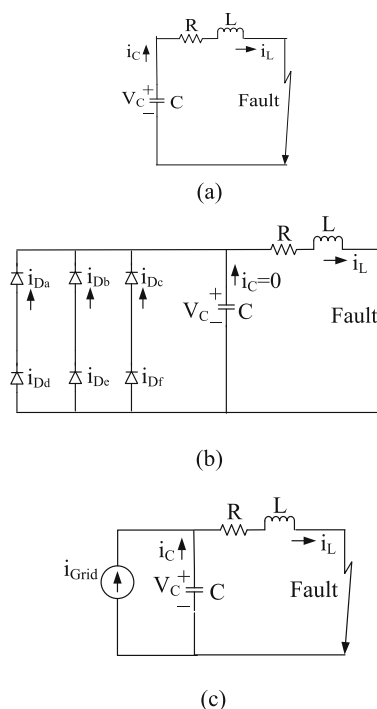 R L
i_C i_L
V_C + − C Fault
(a)
R L
i_Da i_Db i_Dc i_C=0 i_L
V_C + − C Fault
i_Dd i_De i_Df
(b)
R L
i_C i_L
i_Grid V_C + − C Fault
(c)